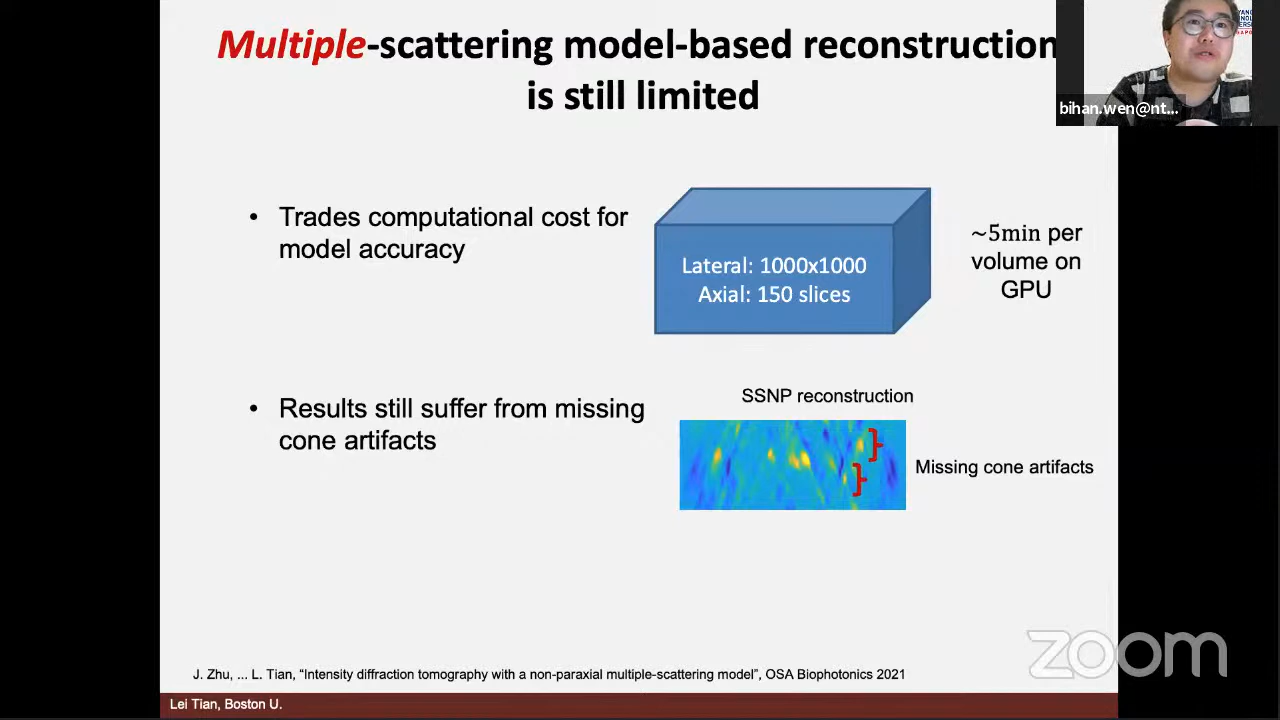 Multiple-scattering model-based reconstruction
is still limited
bihan.wen@nt...
• Trades computational cost for
model accuracy
Lateral: 1000x1000
Axial: 150 slices
~5min per
volume on
GPU
• Results still suffer from missing
cone artifacts
SSNP reconstruction
Missing cone artifacts
zoom
J. Zhu, ... L. Tian, “Intensity diffraction tomography with a non-paraxial multiple-scattering model”, OSA Biophotonics 2021
Lei Tian, Boston U.